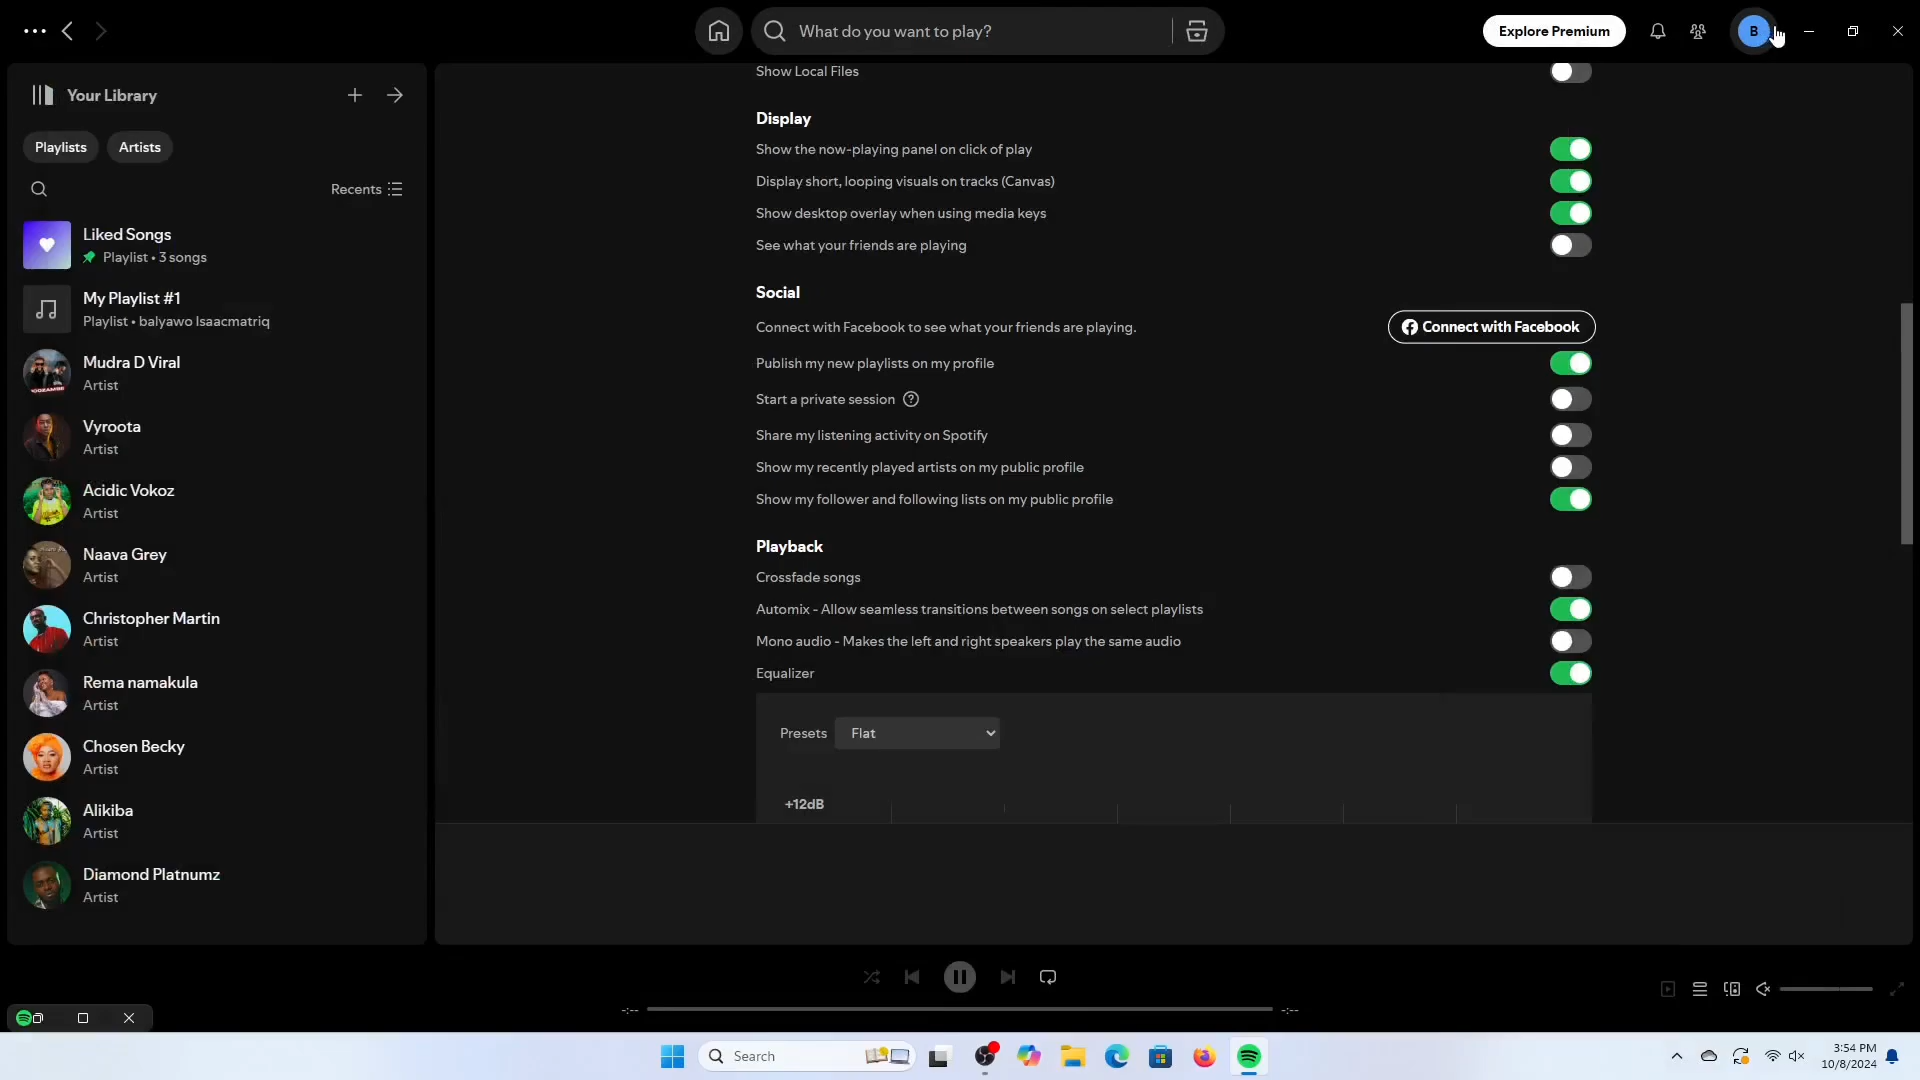 What do you want to play?
Explore Premium
B
Your Library
Playlists
Artists
Recents
Liked Songs
Playlist • 3 songs
My Playlist #1
Playlist • balyawo Isaacmatriq
Mudra D Viral
Artist
Vyroota
Artist
Acidic Vokoz
Artist
Naava Grey
Artist
Christopher Martin
Artist
Rema namakula
Artist
Chosen Becky
Artist
Alikiba
Artist
Diamond Platnumz
Artist
Show Local Files
Display
Show the now-playing panel on click of play
Display short, looping visuals on tracks (Canvas)
Show desktop overlay when using media keys
See what your friends are playing
Social
Connect with Facebook to see what your friends are playing.
Connect with Facebook
Publish my new playlists on my profile
Start a private session
Share my listening activity on Spotify
Show my recently played artists on my public profile
Show my follower and following lists on my public profile
Playback
Crossfade songs
Automix - Allow seamless transitions between songs on select playlists
Mono audio - Makes the left and right speakers play the same audio
Equalizer
Presets
Flat
+12dB
-:--
-:--
Search
3:54 PM
10/8/2024